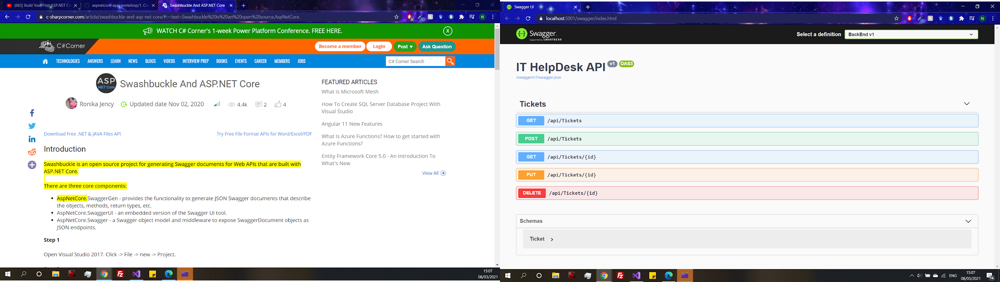 (683) Build Your First ASP.NET Co
aspnetcore-app-workshop/1. Cre
Swashbuckle And ASP.NET Core
c-sharpcorner.com/article/swashbuckle-and-asp-net-core/#:~:text=Swashbuckle%20is%20an%20open%20source,AspNetCore.
WATCH C# Corner's 1-week Power Platform Conference. FREE HERE.
X
C#Corner
Become a member
Login
Post ▼
Ask Question
TECHNOLOGIES
ANSWERS
LEARN
NEWS
BLOGS
VIDEOS
INTERVIEW PREP
BOOKS
EVENTS
CAREER
MEMBERS
JOBS
C# Corner Search
ASP
NET Core
Swashbuckle And ASP.NET Core
Ronika Jency
Updated date Nov 02, 2020
4.4k
2
4
Download Free .NET & JAVA Files API
Try Free File Format APIs for Word/Excel/PDF
Introduction
Swashbuckle is an open source project for generating Swagger documents for Web APIs that are built with
ASP.NET Core.
There are three core components:
AspNetCore.SwaggerGen - provides the functionality to generate JSON Swagger documents that describe
the objects, methods, return types, etc.
AspNetCore.SwaggerUI - an embedded version of the Swagger UI tool.
AspNetCore.Swagger - a Swagger object model and middleware to expose SwaggerDocument objects as
JSON endpoints.
Step 1
Open Visual Studio 2017. Click -> File -> new -> Project.
FEATURED ARTICLES
What is Microsoft Mesh
How To Create SQL Server Database Project With
Visual Studio
Angular 11 New Features
What Is Azure Functions? How to get started with
Azure Functions?
Entity Framework Core 5.0 - An Introduction To
What's New
View All
15:07
08/03/2021
Swagger UI
localhost:5001/swagger/index.html
Swagger
Supported by SMARTBEAR
Select a definition
BackEnd v1
IT HelpDesk API
v1
OAS3
/swagger/v1/swagger.json
Tickets
GET /api/Tickets
POST /api/Tickets
GET /api/Tickets/{id}
PUT /api/Tickets/{id}
DELETE /api/Tickets/{id}
Schemas
Ticket
ENG
15:07
08/03/2021
14